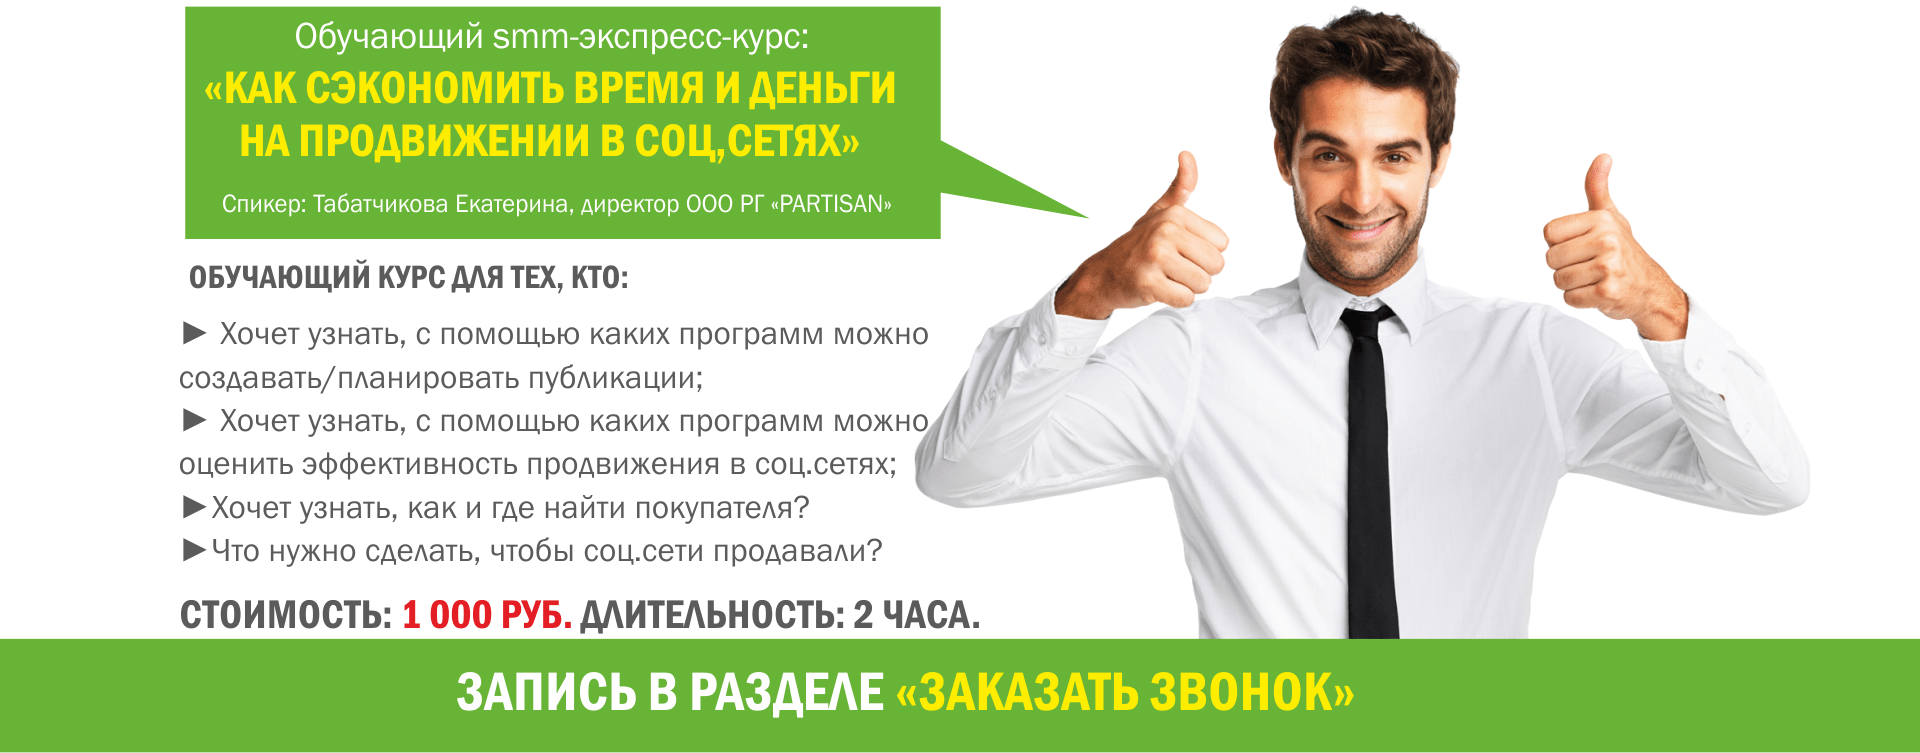 Обучающий smm-экспресс-курс:
«КАК СЭКОНОМИТЬ ВРЕМЯ И ДЕНЬГИ
НА ПРОДВИЖЕНИИ В СОЦ,СЕТЯХ»
Спикер: Табатчикова Екатерина, директор ООО РГ «PARTISAN»
ОБУЧАЮЩИЙ КУРС ДЛЯ ТЕХ, КТО:
► Хочет узнать, с помощью каких программ можно
создавать/планировать публикации;
► Хочет узнать, с помощью каких программ можно
оценить эффективность продвижения в соц.сетях;
►Хочет узнать, как и где найти покупателя?
►Что нужно сделать, чтобы соц.сети продавали?
СТОИМОСТЬ: 1 000 РУБ. ДЛИТЕЛЬНОСТЬ: 2 ЧАСА.
ЗАПИСЬ В РАЗДЕЛЕ «ЗАКАЗАТЬ ЗВОНОК»